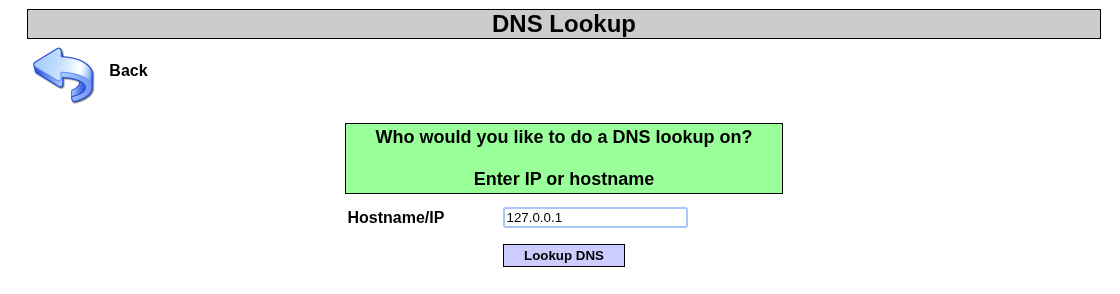 DNS Lookup
Back
Who would you like to do a DNS lookup on?
Enter IP or hostname
Hostname/IP 127.0.0.1
Lookup DNS